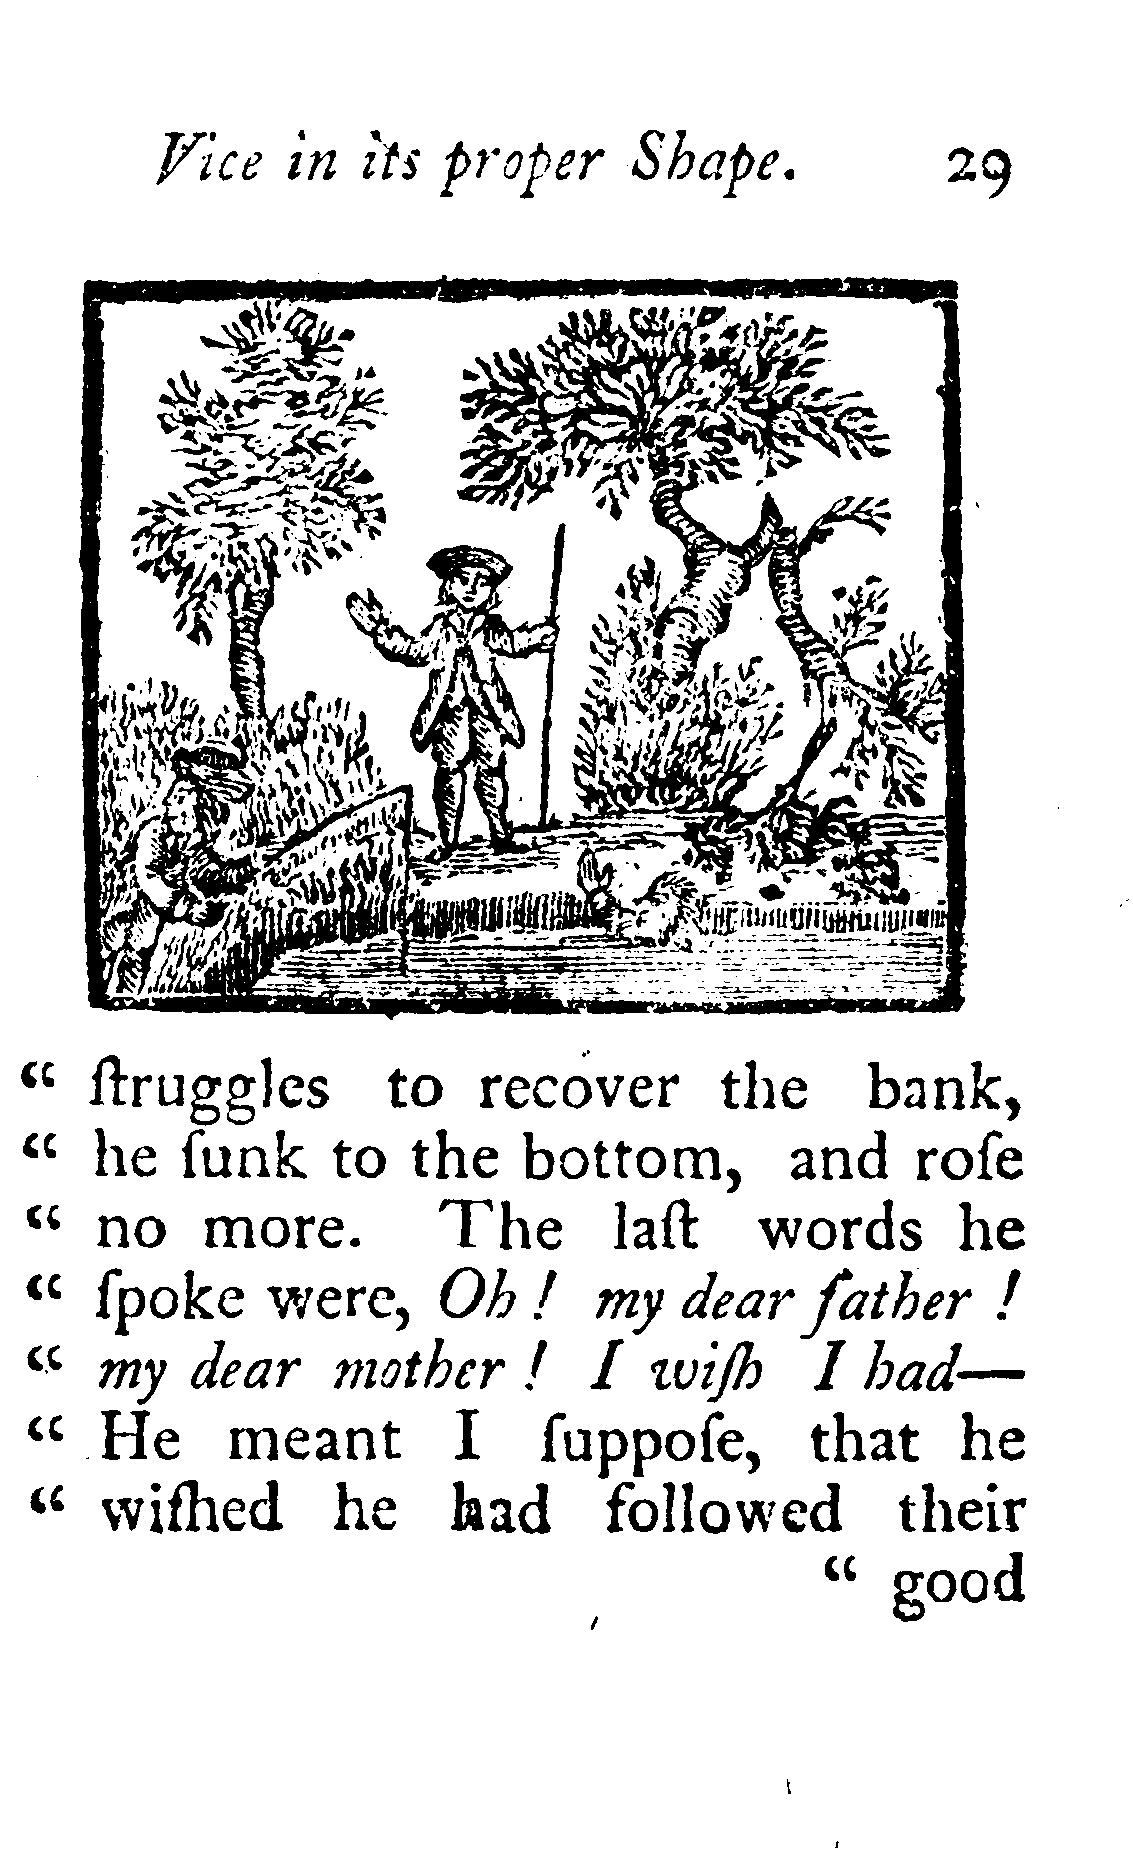 Vice in its proper Shape. 29
“ ſtruggles to recover the bank,
“ he ſunk to the bottom, and roſe
“ no more. The laſt words he
“ ſpoke were, Oh! my dear father!
“ my dear mother! I wiſh I had—
“ He meant I ſuppoſe, that he
“ wiſhed he had followed their
“ good